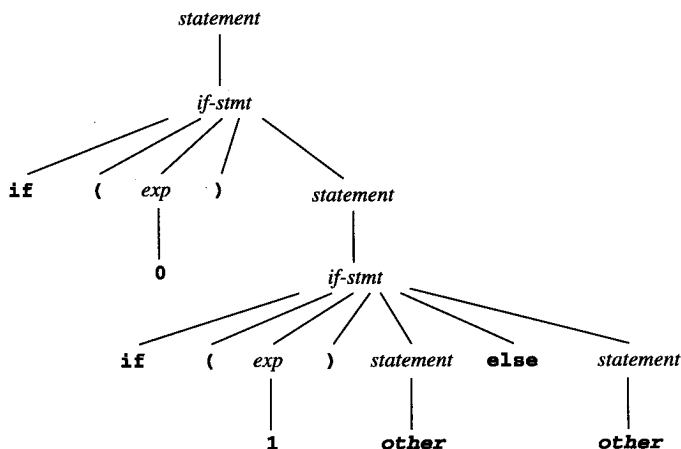 statement
if-stmt
if ( exp ) statement
0
if-stmt
if ( exp ) statement else statement
1 other other